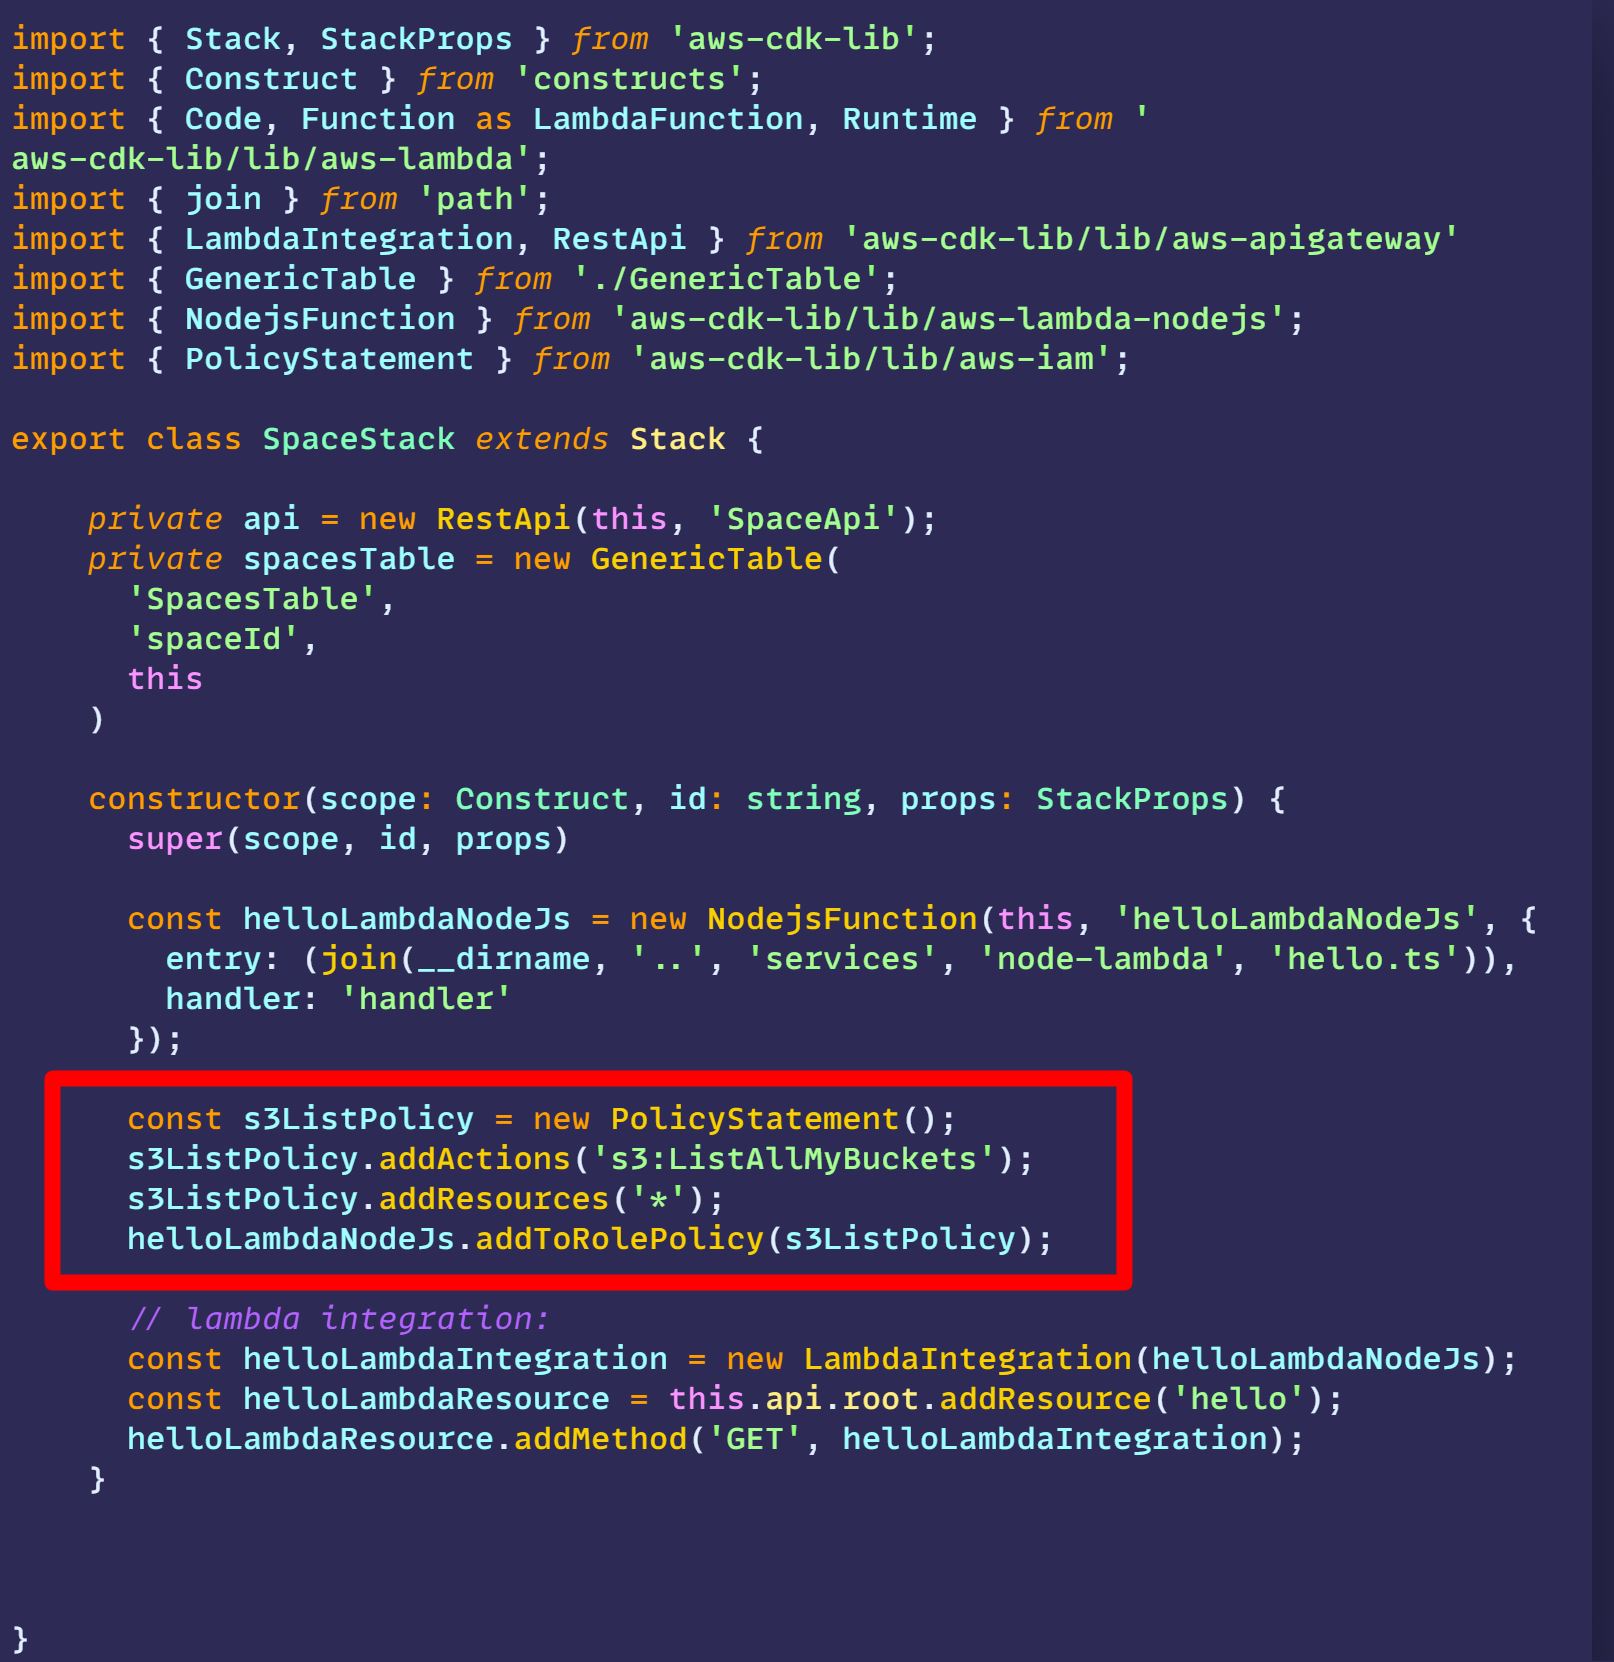 import { Stack, StackProps } from 'aws-cdk-lib';
import { Construct } from 'constructs';
import { Code, Function as LambdaFunction, Runtime } from '
aws-cdk-lib/lib/aws-lambda';
import { join } from 'path';
import { LambdaIntegration, RestApi } from 'aws-cdk-lib/lib/aws-apigateway'
import { GenericTable } from './GenericTable';
import { NodejsFunction } from 'aws-cdk-lib/lib/aws-lambda-nodejs';
import { PolicyStatement } from 'aws-cdk-lib/lib/aws-iam';

export class SpaceStack extends Stack {

    private api = new RestApi(this, 'SpaceApi');
    private spacesTable = new GenericTable(
      'SpacesTable',
      'spaceId',
      this
    )

    constructor(scope: Construct, id: string, props: StackProps) {
      super(scope, id, props)

      const helloLambdaNodeJs = new NodejsFunction(this, 'helloLambdaNodeJs', {
        entry: (join(__dirname, '..', 'services', 'node-lambda', 'hello.ts')),
        handler: 'handler'
      });

      const s3ListPolicy = new PolicyStatement();
      s3ListPolicy.addActions('s3:ListAllMyBuckets');
      s3ListPolicy.addResources('*');
      helloLambdaNodeJs.addToRolePolicy(s3ListPolicy);

      // lambda integration:
      const helloLambdaIntegration = new LambdaIntegration(helloLambdaNodeJs);
      const helloLambdaResource = this.api.root.addResource('hello');
      helloLambdaResource.addMethod('GET', helloLambdaIntegration);
    }

}